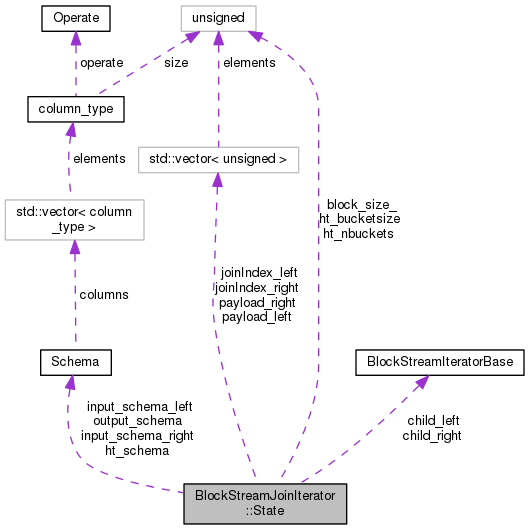 Operate
unsigned
operate
size
elements
column_type
std::vector< unsigned >
elements
std::vector< column
_type >
block_size_
ht_bucketsize
ht_nbuckets
joinIndex_left
joinIndex_right
payload_right
payload_left
columns
Schema
BlockStreamIteratorBase
input_schema_left
output_schema
input_schema_right
ht_schema
child_left
child_right
BlockStreamJoinIterator
::State